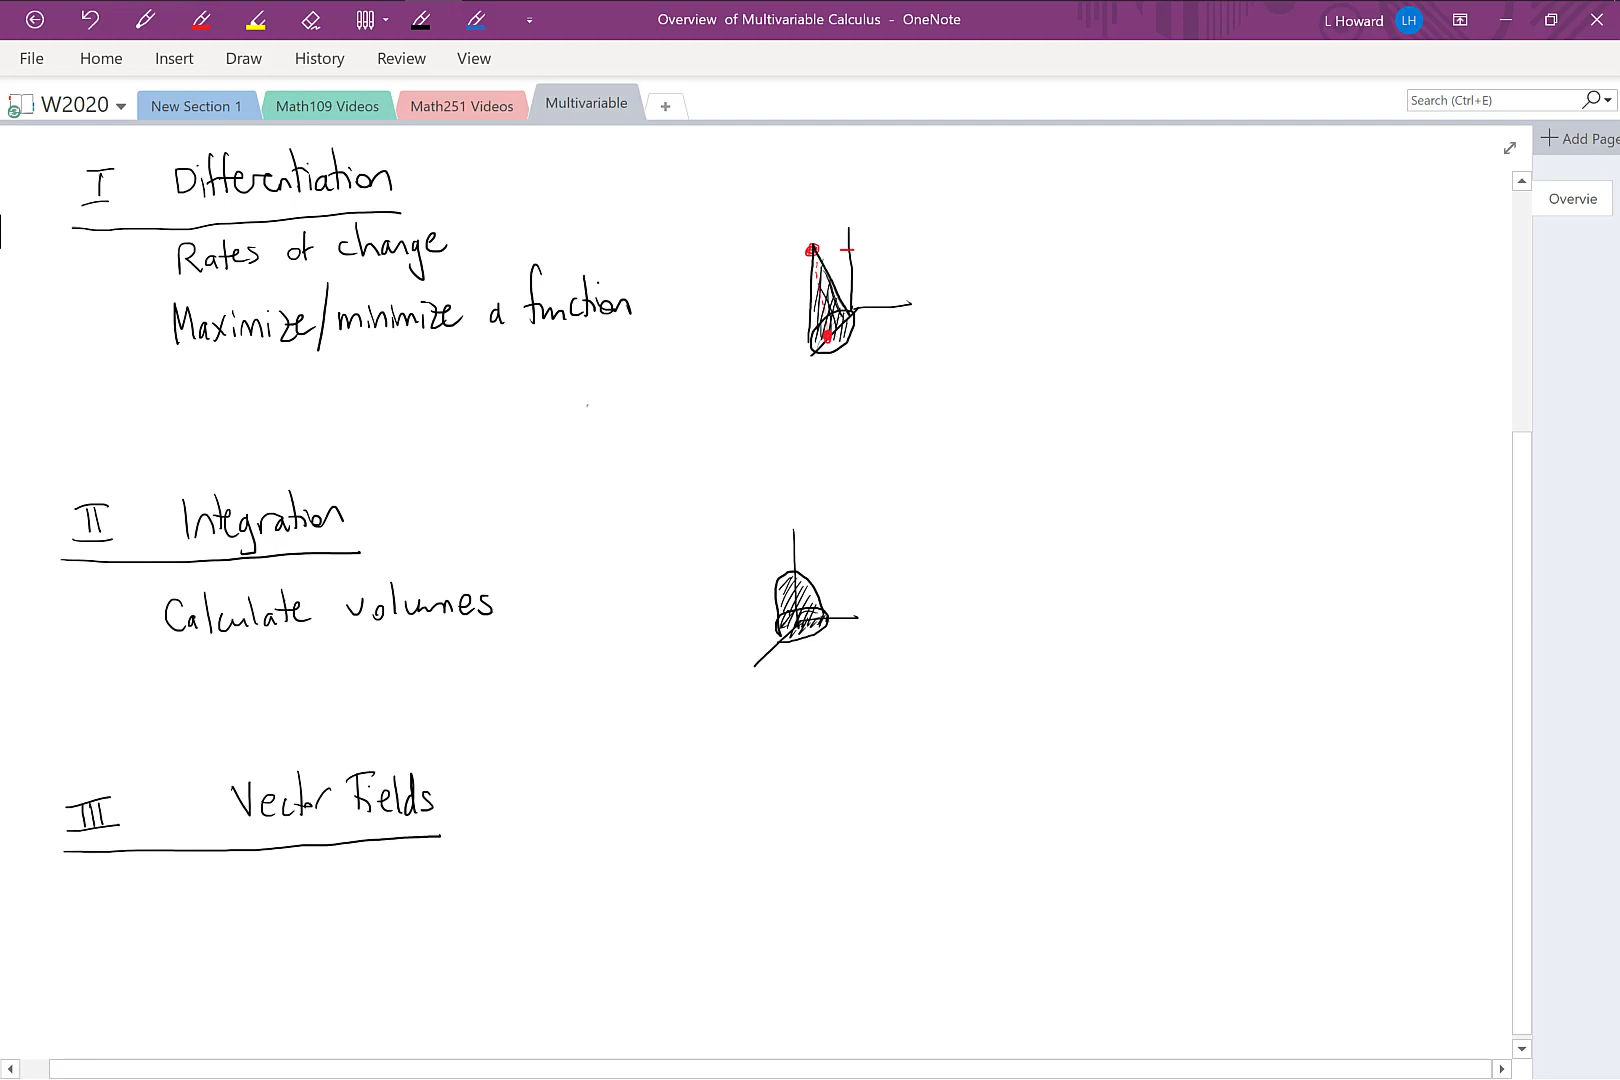 Overview of Multivariable Calculus - OneNote
L Howard LH
File Home Insert Draw History Review View
W2020 New Section 1 Math109 Videos Math251 Videos Multivariable
Search (Ctrl+E)
Add Page
Overvie
I Differentiation
Rates of change
Maximize/minimize a function
II Integration
Calculate volumes
III Vector Fields